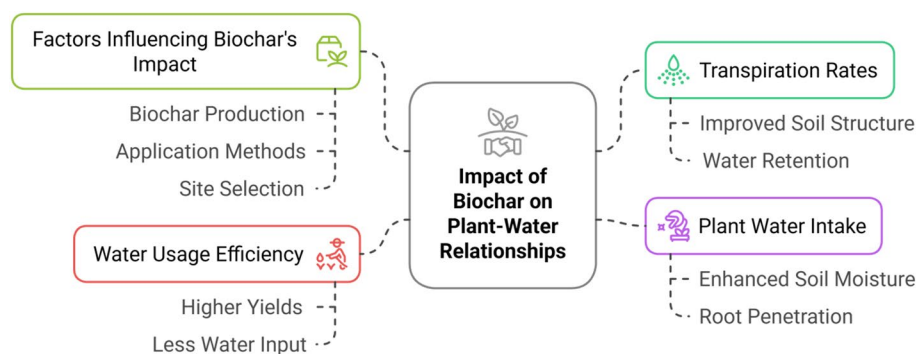 Factors Influencing Biochar's
Impact
Biochar Production
Application Methods
Site Selection
Water Usage Efficiency
Higher Yields
Less Water Input
Impact of
Biochar on
Plant-Water
Relationships
Transpiration Rates
Improved Soil Structure
Water Retention
Plant Water Intake
Enhanced Soil Moisture
Root Penetration